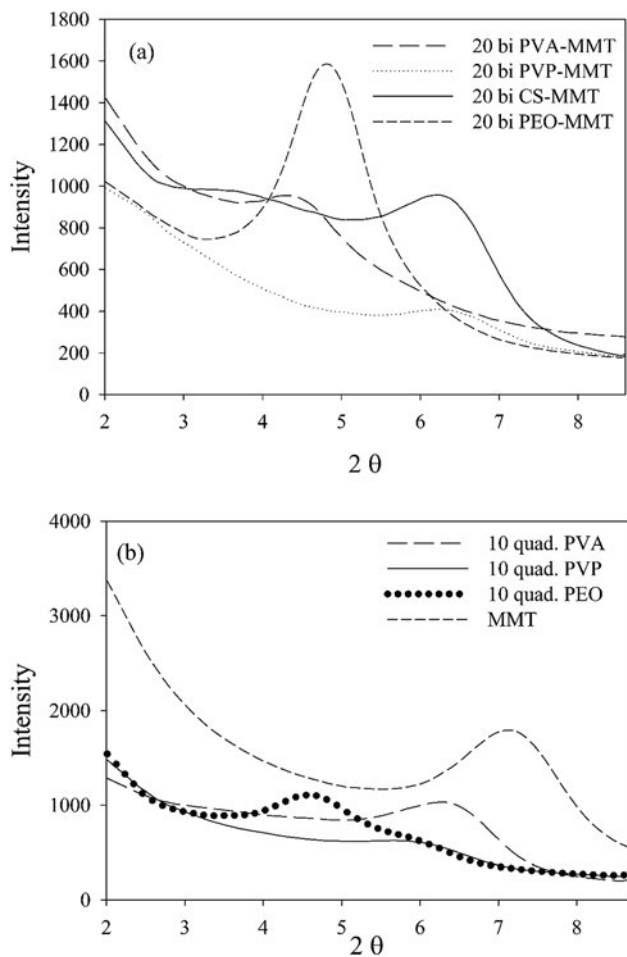 (a)
20 bi PVA-MMT
20 bi PVP-MMT
20 bi CS-MMT
20 bi PEO-MMT
Intensity
1800
1600
1400
1200
1000
800
600
400
200
0
2 3 4 5 6 7 8
2 θ
(b)
10 quad. PVA
10 quad. PVP
10 quad. PEO
MMT
Intensity
4000
3000
2000
1000
0
2 3 4 5 6 7 8
2 θ